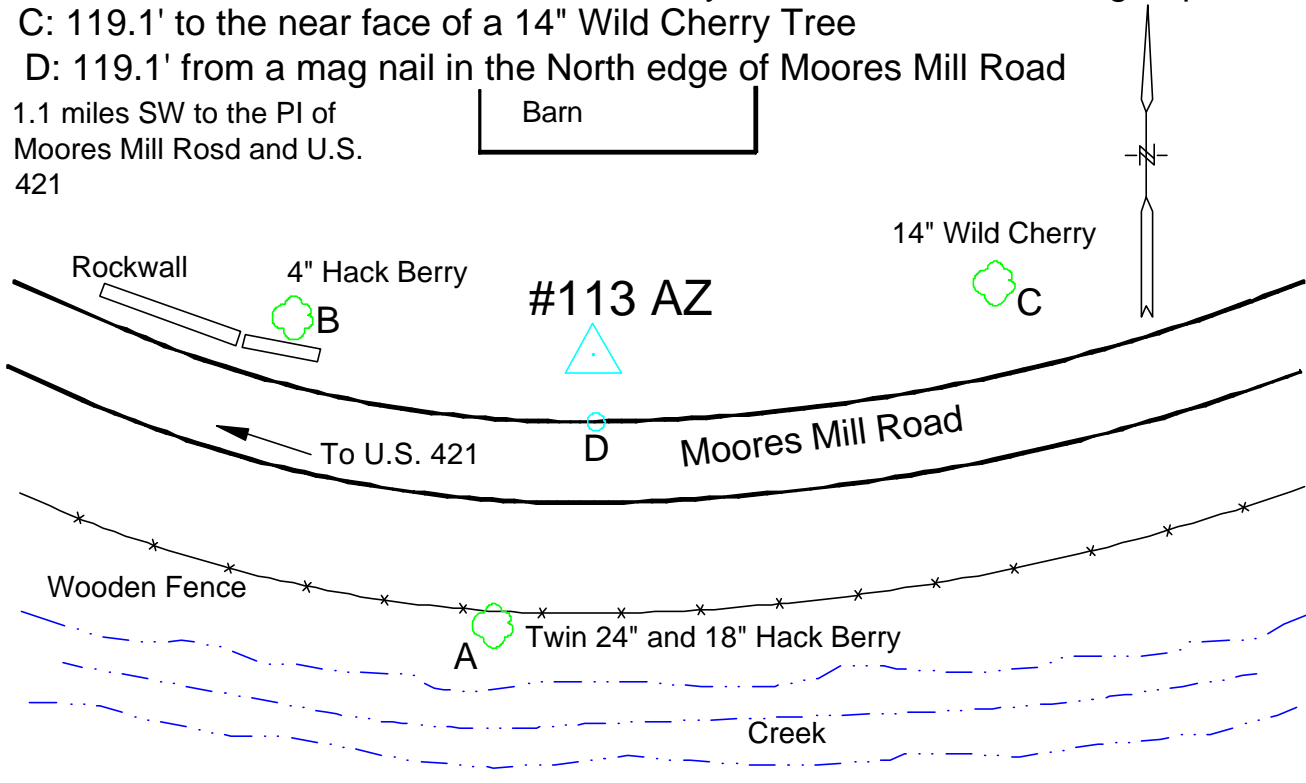 C: 119.1' to the near face of a 14" Wild Cherry Tree
D: 119.1' from a mag nail in the North edge of Moores Mill Road
1.1 miles SW to the PI of
Moores Mill Rosd and U.S.
421
Barn
N
14" Wild Cherry
Rockwall
4" Hack Berry
#113 AZ
B
C
To U.S. 421
D
Moores Mill Road
Wooden Fence
A
Twin 24" and 18" Hack Berry
Creek